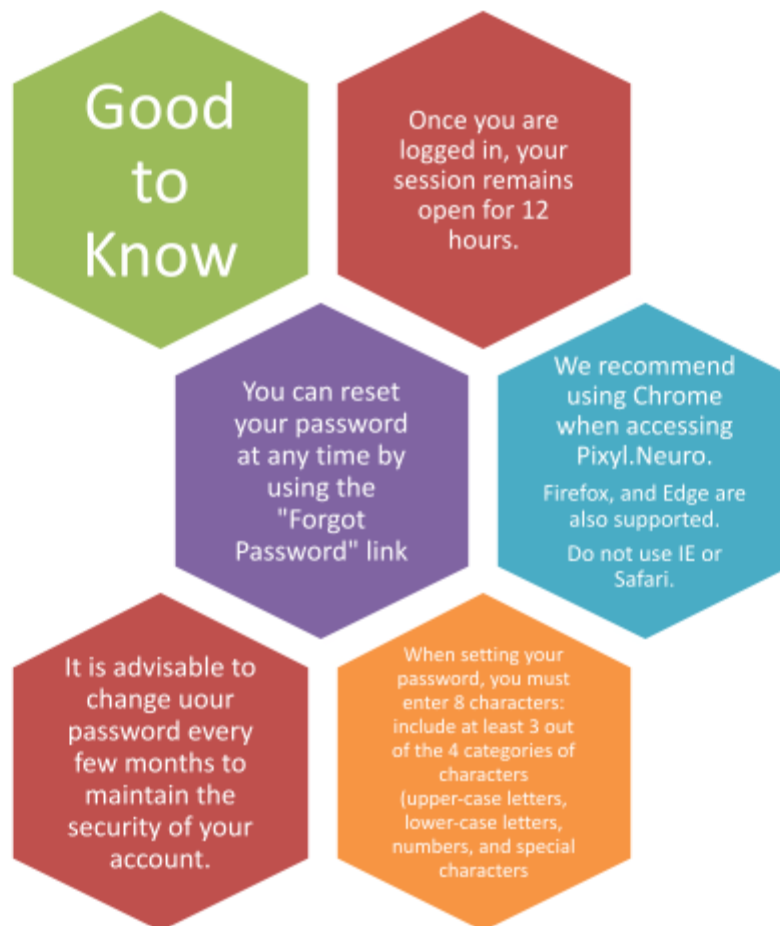 Good
to
Know
Once you are
logged in, your
session remains
open for 12
hours.
You can reset
your password
at any time by
using the
"Forgot
Password" link
We recommend
using Chrome
when accessing
Pixyl.Neuro.
Firefox, and Edge are
also supported.
Do not use IE or
Safari.
It is advisable to
change uour
password every
few months to
maintain the
security of your
account.
When setting your
password, you must
enter 8 characters:
include at least 3 out
of the 4 categories of
characters
(upper-case letters,
lower-case letters,
numbers, and special
characters